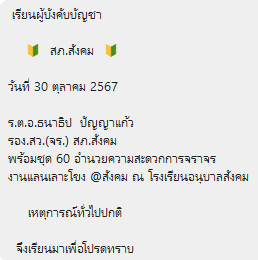 เรียนผู้บังคับบัญชา
🔰 สภ.สังคม 🔰
วันที่ 30 ตุลาคม 2567
ร.ต.อ.ธนาธิป ปัญญาแก้ว
รอง.สว.(จร.) สภ.สังคม
พร้อมชุด 60 อำนวยความสะดวกการจราจร
งานแลนเลาะโขง @สังคม ณ โรงเรียนอนุบาลสังคม
เหตุการณ์ทั่วไปปกติ
จึงเรียนมาเพื่อโปรดทราบ